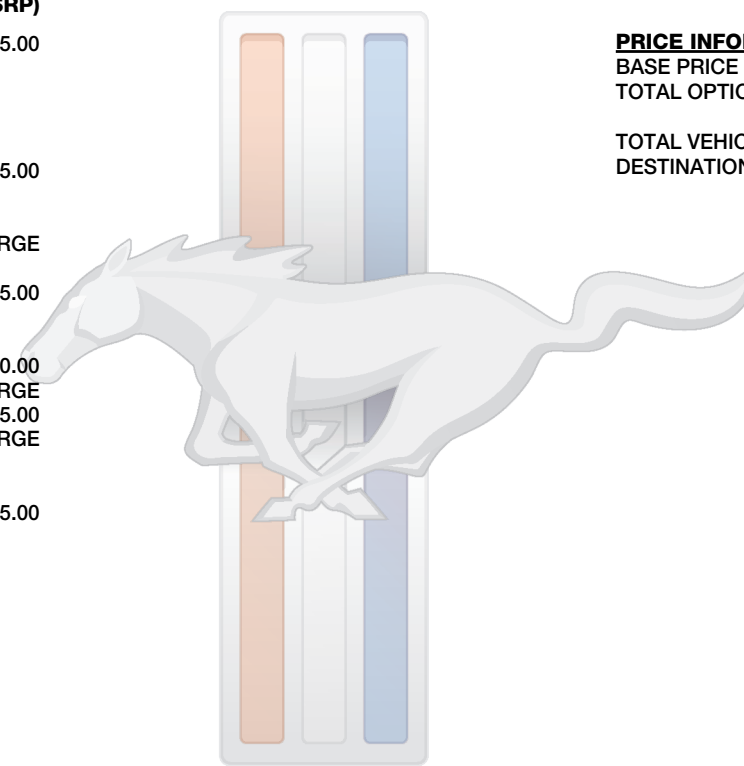 SRP)
5.00
5.00
RGE
5.00
0.00
RGE
5.00
RGE
5.00
PRICE INFO
BASE PRICE
TOTAL OPTIO
TOTAL VEHIC
DESTINATION